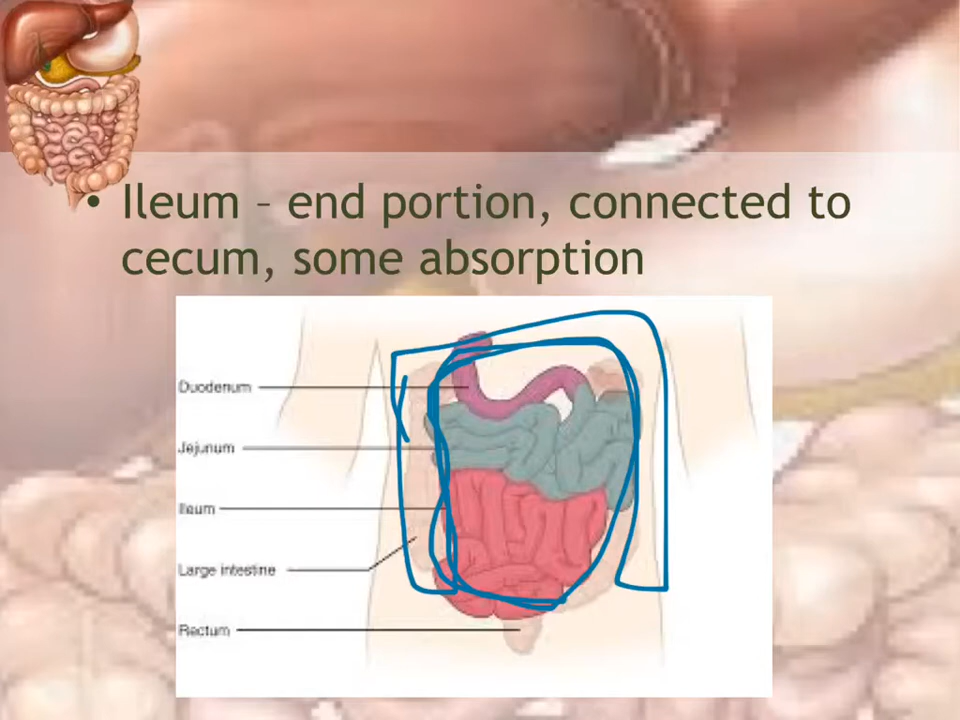 • Ileum – end portion, connected to
cecum, some absorption
Duodenum
Jejunum
Ileum
Large intestine
Rectum